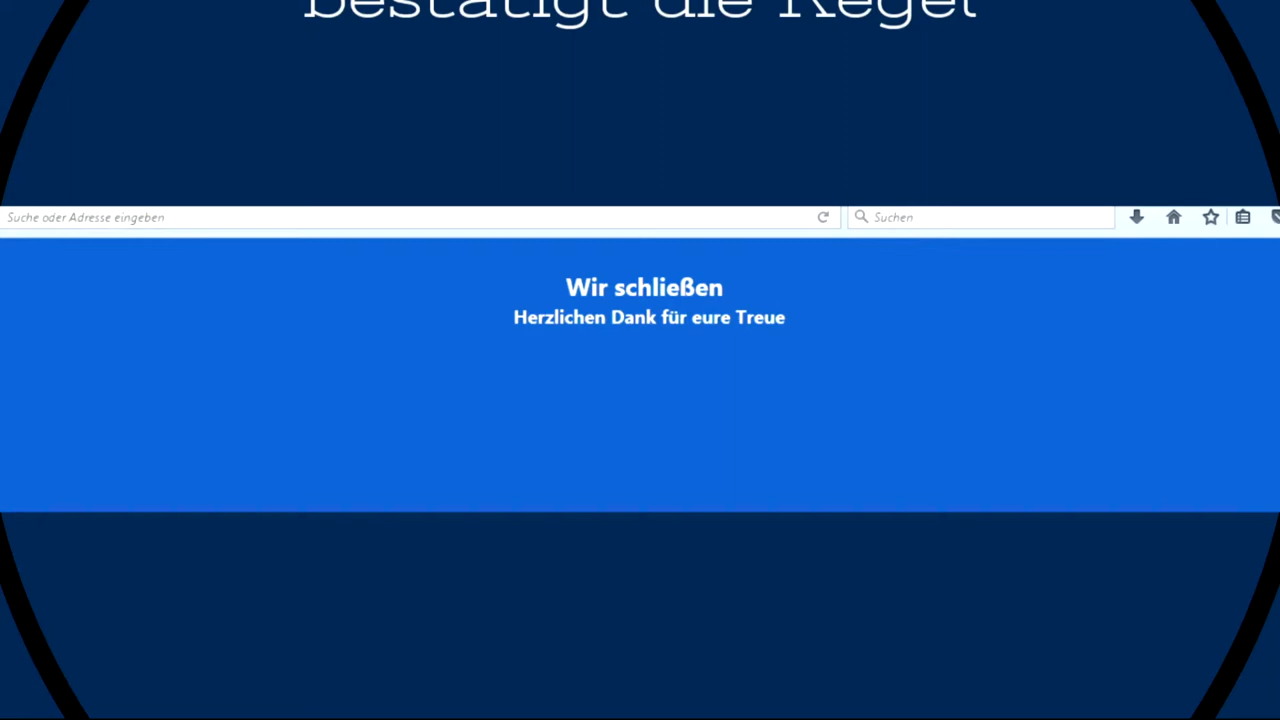 bestätigt die Regel
Suche oder Adresse eingeben
Suchen
Wir schließen
Herzlichen Dank für eure Treue